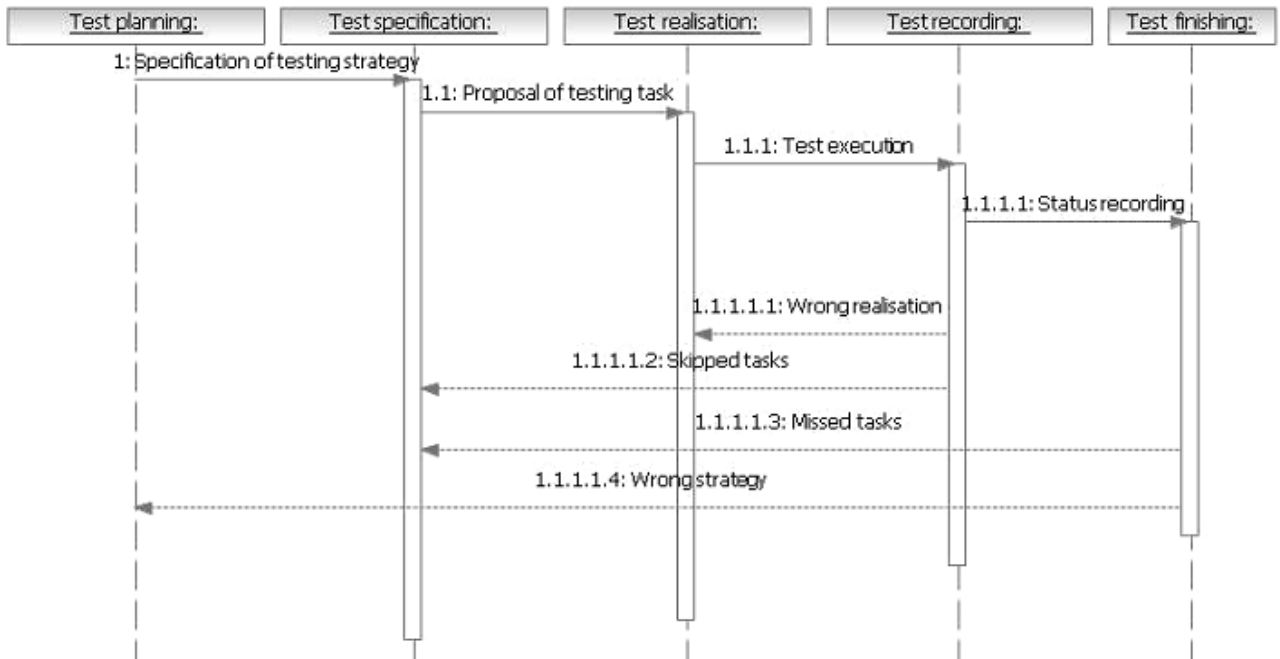 Test planning:
Test specification:
Test realisation:
Test recording:
Test finishing:
1: Specification of testing strategy
1.1: Proposal of testing task
1.1.1: Test execution
1.1.1.1: Status recording
1.1.1.1.1: Wrong realisation
1.1.1.1.2: Skipped tasks
1.1.1.1.3: Missed tasks
1.1.1.1.4: Wrong strategy